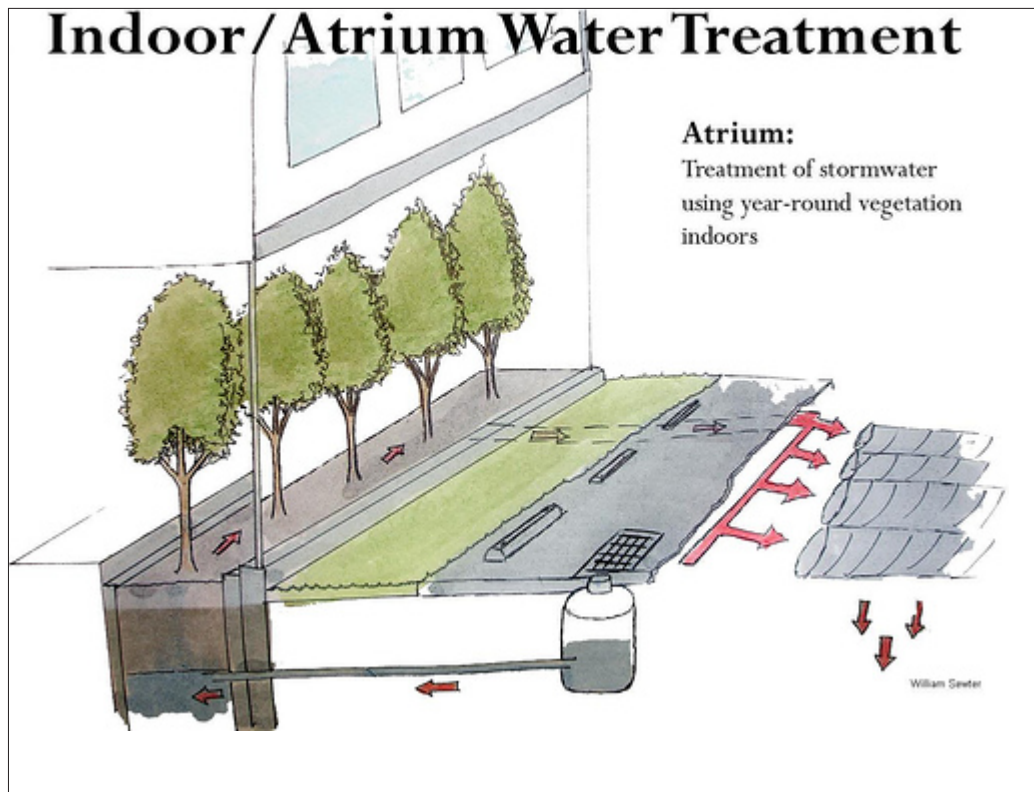 Indoor/Atrium Water Treatment
Atrium:
Treatment of stormwater
using year-round vegetation
indoors
William Sewter